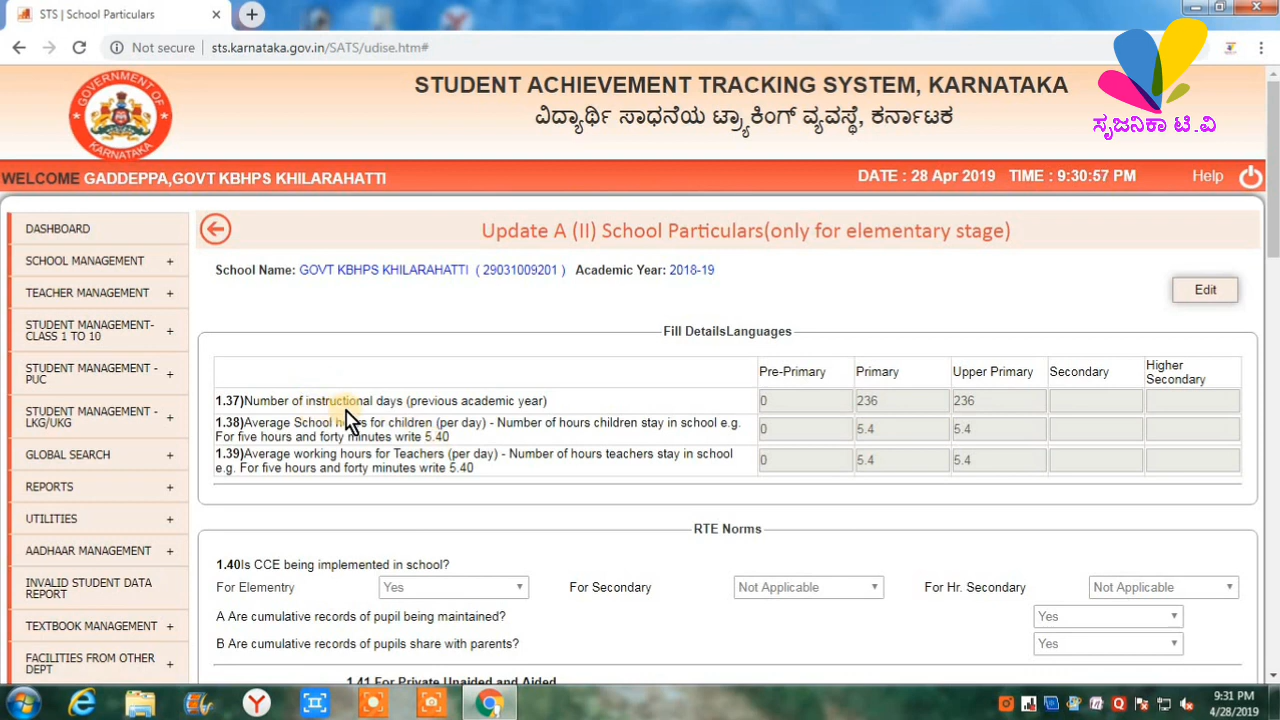 STS | School Particulars
Not secure | sts.karnataka.gov.in/SATS/udise.htm#
GOVERNMENT OF KARNATAKA
STUDENT ACHIEVEMENT TRACKING SYSTEM, KARNATAKA
ವಿದ್ಯಾರ್ಥಿ ಸಾಧನೆಯ ಟ್ರ್ಯಾಕಿಂಗ್ ವ್ಯವಸ್ಥೆ, ಕರ್ನಾಟಕ
ಸೃಜನಿಕಾ ಟಿ.ವಿ
WELCOME GADDEPPA,GOVT KBHPS KHILARAHATTI DATE : 28 Apr 2019 TIME : 9:30:57 PM Help
DASHBOARD
SCHOOL MANAGEMENT +
TEACHER MANAGEMENT +
STUDENT MANAGEMENT- CLASS 1 TO 10 +
STUDENT MANAGEMENT - PUC +
STUDENT MANAGEMENT - LKG/UKG +
GLOBAL SEARCH +
REPORTS +
UTILITIES +
AADHAAR MANAGEMENT +
INVALID STUDENT DATA REPORT
TEXTBOOK MANAGEMENT +
FACILITIES FROM OTHER DEPT +
Update A (II) School Particulars(only for elementary stage)
School Name: GOVT KBHPS KHILARAHATTI ( 29031009201 ) Academic Year: 2018-19
Edit
Fill DetailsLanguages
Pre-Primary Primary Upper Primary Secondary Higher Secondary
1.37)Number of instructional days (previous academic year) 0 236 236
1.38)Average School hours for children (per day) - Number of hours children stay in school e.g.
For five hours and forty minutes write 5.40 0 5.4 5.4
1.39)Average working hours for Teachers (per day) - Number of hours teachers stay in school
e.g. For five hours and forty minutes write 5.40 0 5.4 5.4
RTE Norms
1.40Is CCE being implemented in school?
For Elementry Yes For Secondary Not Applicable For Hr. Secondary Not Applicable
A Are cumulative records of pupil being maintained? Yes
B Are cumulative records of pupils share with parents? Yes
1.41 For Private Unaided and Aided
9:31 PM
4/28/2019